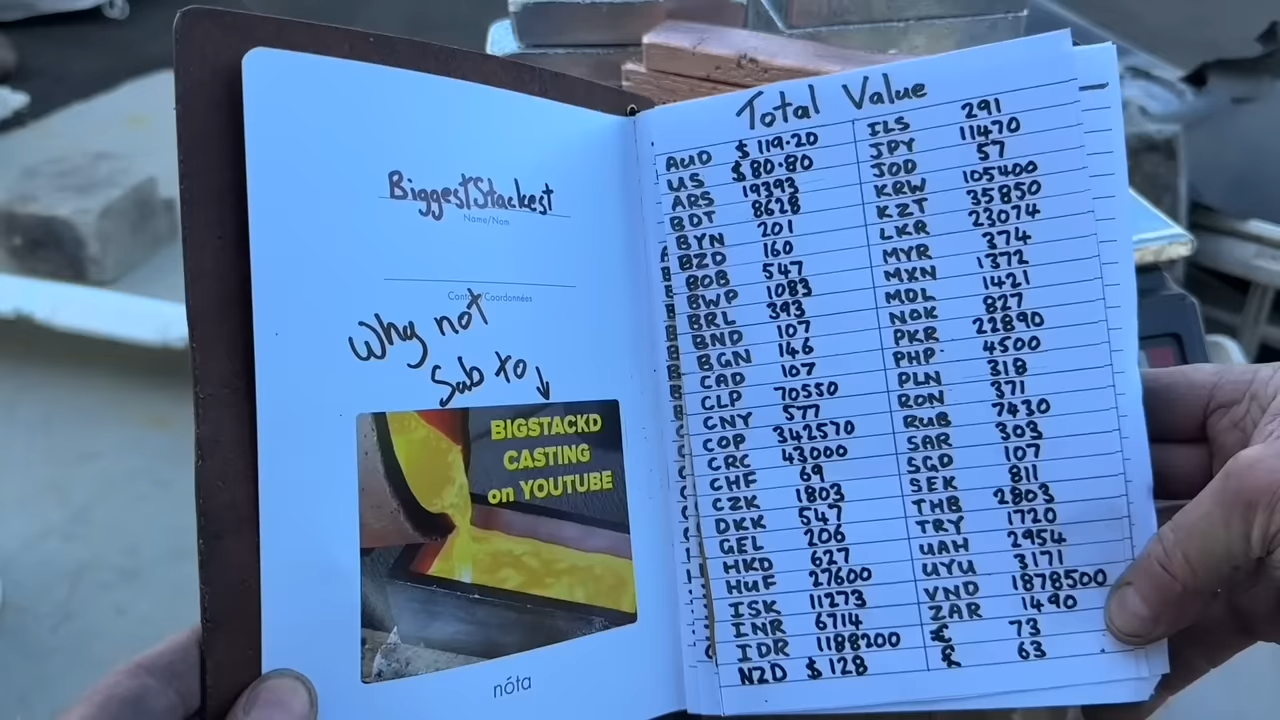 BiggestStackest
Name/Nom
Contact/Coordonnées
Why not
Sub to ↓
BIGSTACKD
CASTING
on YOUTUBE
nóta
Total Value
AUD $119.20
US $80.80
ARS 19393
BDT 8628
BYN 201
BZD 160
BOB 547
BWP 1083
BRL 393
BND 107
BGN 146
CAD 107
CLP 70550
CNY 577
COP 342570
CRC 43000
CHF 69
CZK 1803
DKK 547
GEL 206
HKD 627
HUF 27600
ISK 11273
INR 6714
IDR 1188200
NZD $128
ILS 291
JPY 11470
JOD 57
KRW 105400
KZT 35850
LKR 23074
MYR 374
MXN 1372
MDL 1421
NOK 827
PKR 22890
PHP 4500
PLN 318
RON 371
RUB 7430
SAR 303
SGD 107
SEK 811
THB 2803
TRY 1720
UAH 2954
UYU 3171
VND 1878500
ZAR 1490
€ 73
£ 63